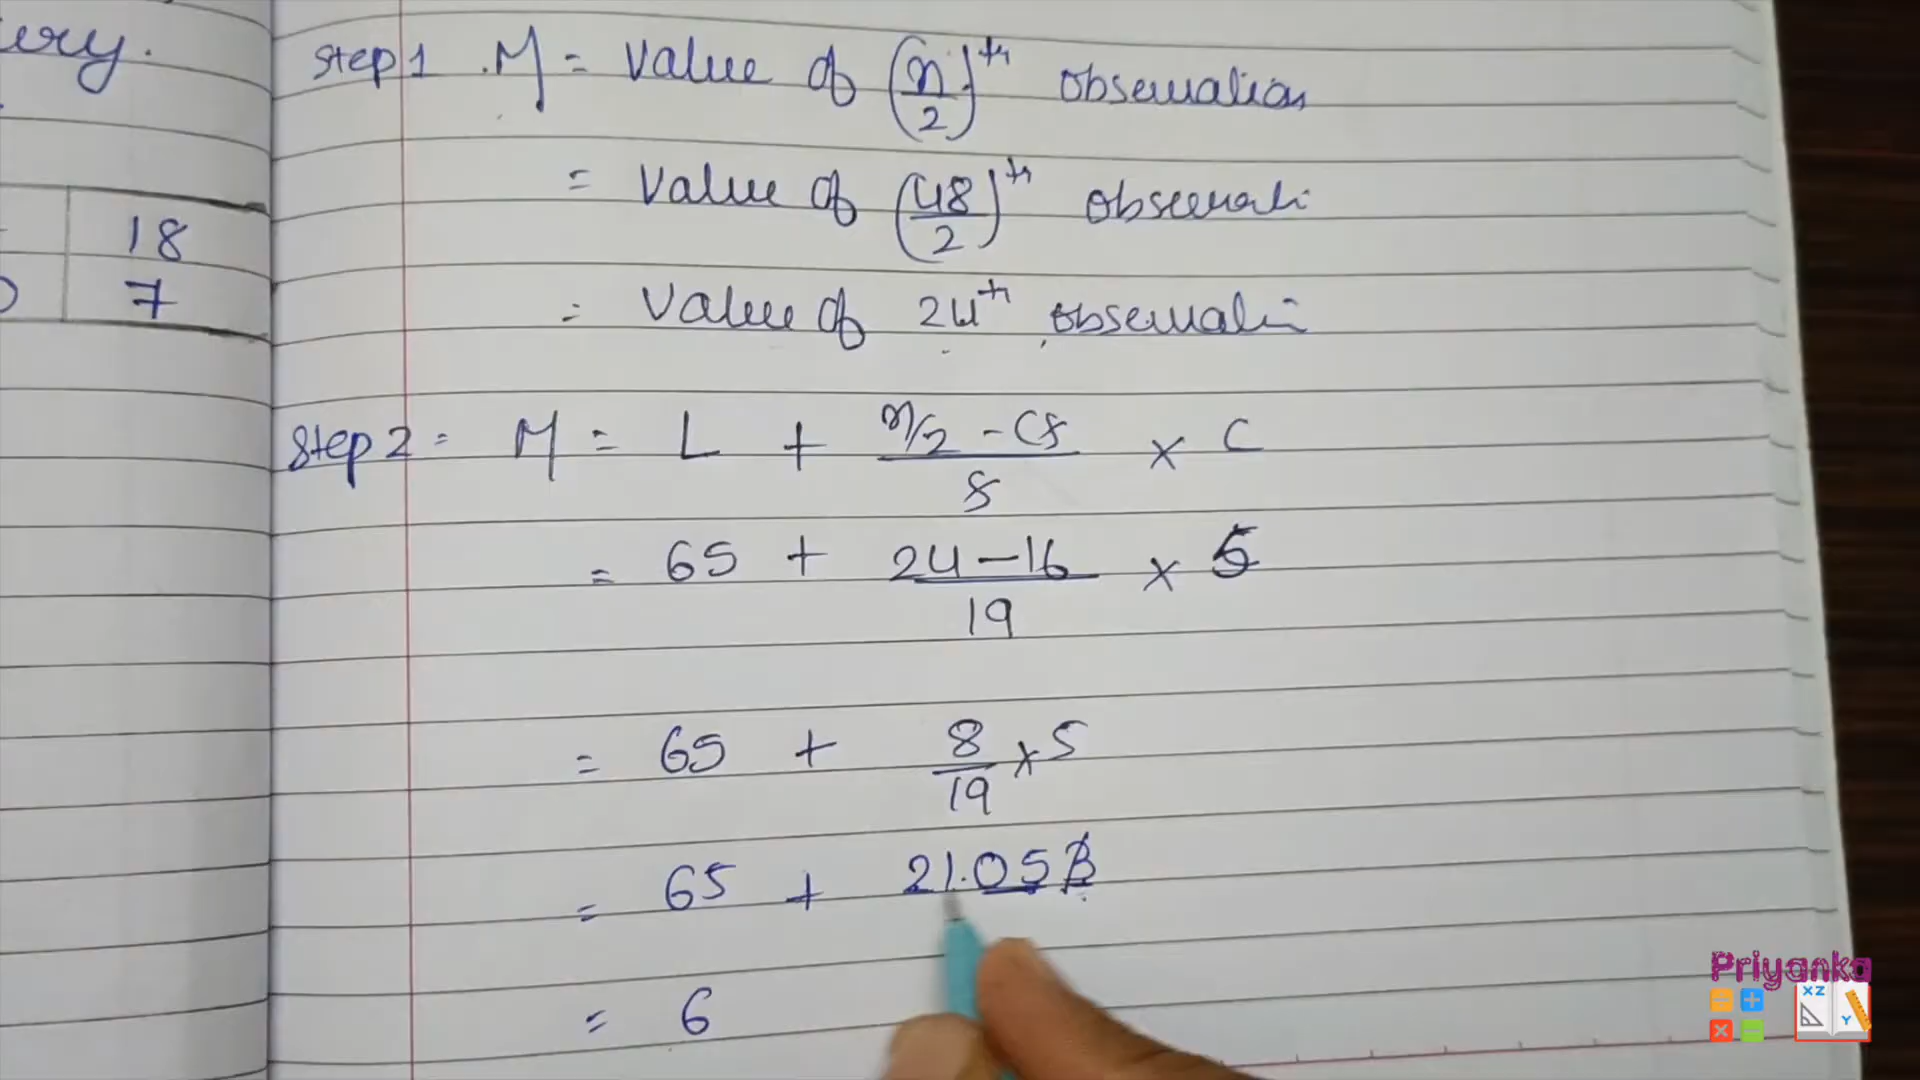 ery.
18
7
Step 1 . M = Value of (n/2)th observation
= Value of (48/2)th observati
= Value of 24th observati
Step 2 = M = L + n/2 - Cf / f × C
= 65 + 24 - 16 / 19 × 5
= 65 + 8/19 × 5
= 65 + 21.05
= 6
Priyanka
XZ
Y